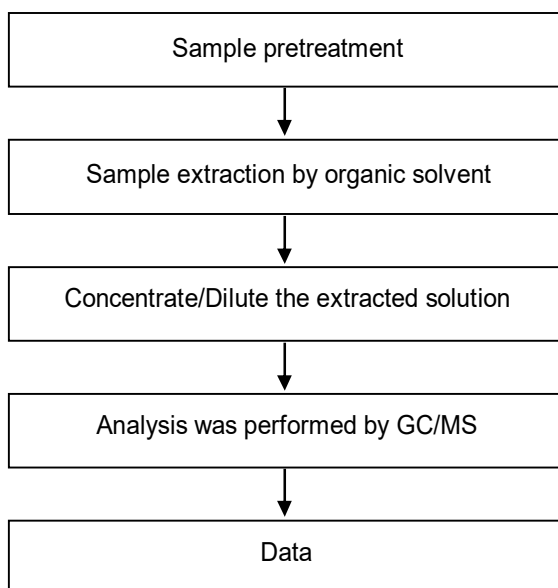 Sample pretreatment
Sample extraction by organic solvent
Concentrate/Dilute the extracted solution
Analysis was performed by GC/MS
Data